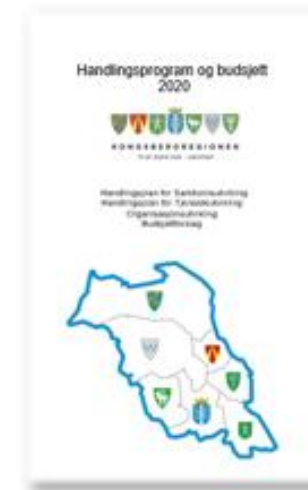 Handlingsprogram og budsjett
2020
KONGSBERGREGIONEN
Handlingsplan for Samfunnsutvikling
Handlingsplan for Tjenesteutvikling
Organisasjonsutvikling
Budsjettforslag